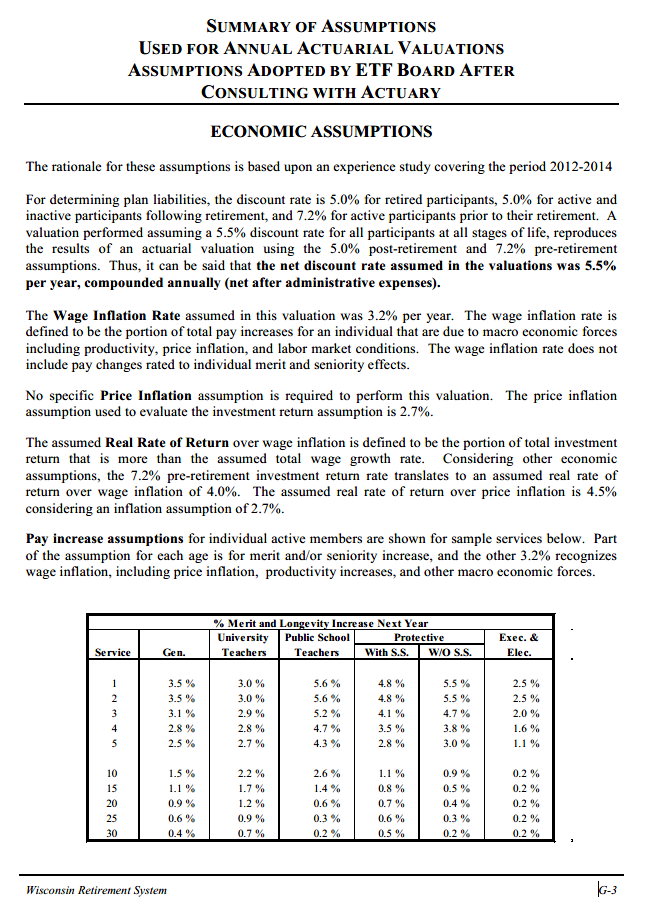 SUMMARY OF ASSUMPTIONS
USED FOR ANNUAL ACTUARIAL VALUATIONS
ASSUMPTIONS ADOPTED BY ETF BOARD AFTER
CONSULTING WITH ACTUARY
ECONOMIC ASSUMPTIONS
The rationale for these assumptions is based upon an experience study covering the period 2012-2014
For determining plan liabilities, the discount rate is 5.0% for retired participants, 5.0% for active and
inactive participants following retirement, and 7.2% for active participants prior to their retirement. A
valuation performed assuming a 5.5% discount rate for all participants at all stages of life, reproduces
the results of an actuarial valuation using the 5.0% post-retirement and 7.2% pre-retirement
assumptions. Thus, it can be said that the net discount rate assumed in the valuations was 5.5%
per year, compounded annually (net after administrative expenses).
The Wage Inflation Rate assumed in this valuation was 3.2% per year. The wage inflation rate is
defined to be the portion of total pay increases for an individual that are due to macro economic forces
including productivity, price inflation, and labor market conditions. The wage inflation rate does not
include pay changes rated to individual merit and seniority effects.
No specific Price Inflation assumption is required to perform this valuation. The price inflation
assumption used to evaluate the investment return assumption is 2.7%.
The assumed Real Rate of Return over wage inflation is defined to be the portion of total investment
return that is more than the assumed total wage growth rate. Considering other economic
assumptions, the 7.2% pre-retirement investment return rate translates to an assumed real rate of
return over wage inflation of 4.0%. The assumed real rate of return over price inflation is 4.5%
considering an inflation assumption of 2.7%.
Pay increase assumptions for individual active members are shown for sample services below. Part
of the assumption for each age is for merit and/or seniority increase, and the other 3.2% recognizes
wage inflation, including price inflation, productivity increases, and other macro economic forces.
% Merit and Longevity Increase Next Year
University Public School Protective Exec. &
Service Gen. Teachers Teachers With S.S. W/O S.S. Elec.
1 3.5 % 3.0 % 5.6 % 4.8 % 5.5 % 2.5 %
2 3.5 % 3.0 % 5.6 % 4.8 % 5.5 % 2.5 %
3 3.1 % 2.9 % 5.2 % 4.1 % 4.7 % 2.0 %
4 2.8 % 2.8 % 4.7 % 3.5 % 3.8 % 1.6 %
5 2.5 % 2.7 % 4.3 % 2.8 % 3.0 % 1.1 %
10 1.5 % 2.2 % 2.6 % 1.1 % 0.9 % 0.2 %
15 1.1 % 1.7 % 1.4 % 0.8 % 0.5 % 0.2 %
20 0.9 % 1.2 % 0.6 % 0.7 % 0.4 % 0.2 %
25 0.6 % 0.9 % 0.3 % 0.6 % 0.3 % 0.2 %
30 0.4 % 0.7 % 0.2 % 0.5 % 0.2 % 0.2 %
Wisconsin Retirement System G-3